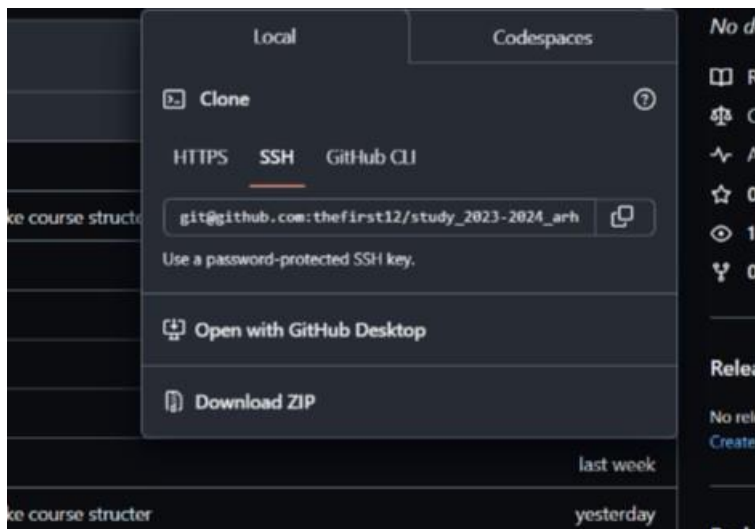 Local
Codespaces
No d
Clone
HTTPS
SSH
GitHub CLI
ke course structe
git@github.com:thefirst12/study_2023-2024_arh
Use a password-protected SSH key.
Open with GitHub Desktop
Relea
Download ZIP
No rel
Create
last week
ke course structer
yesterday